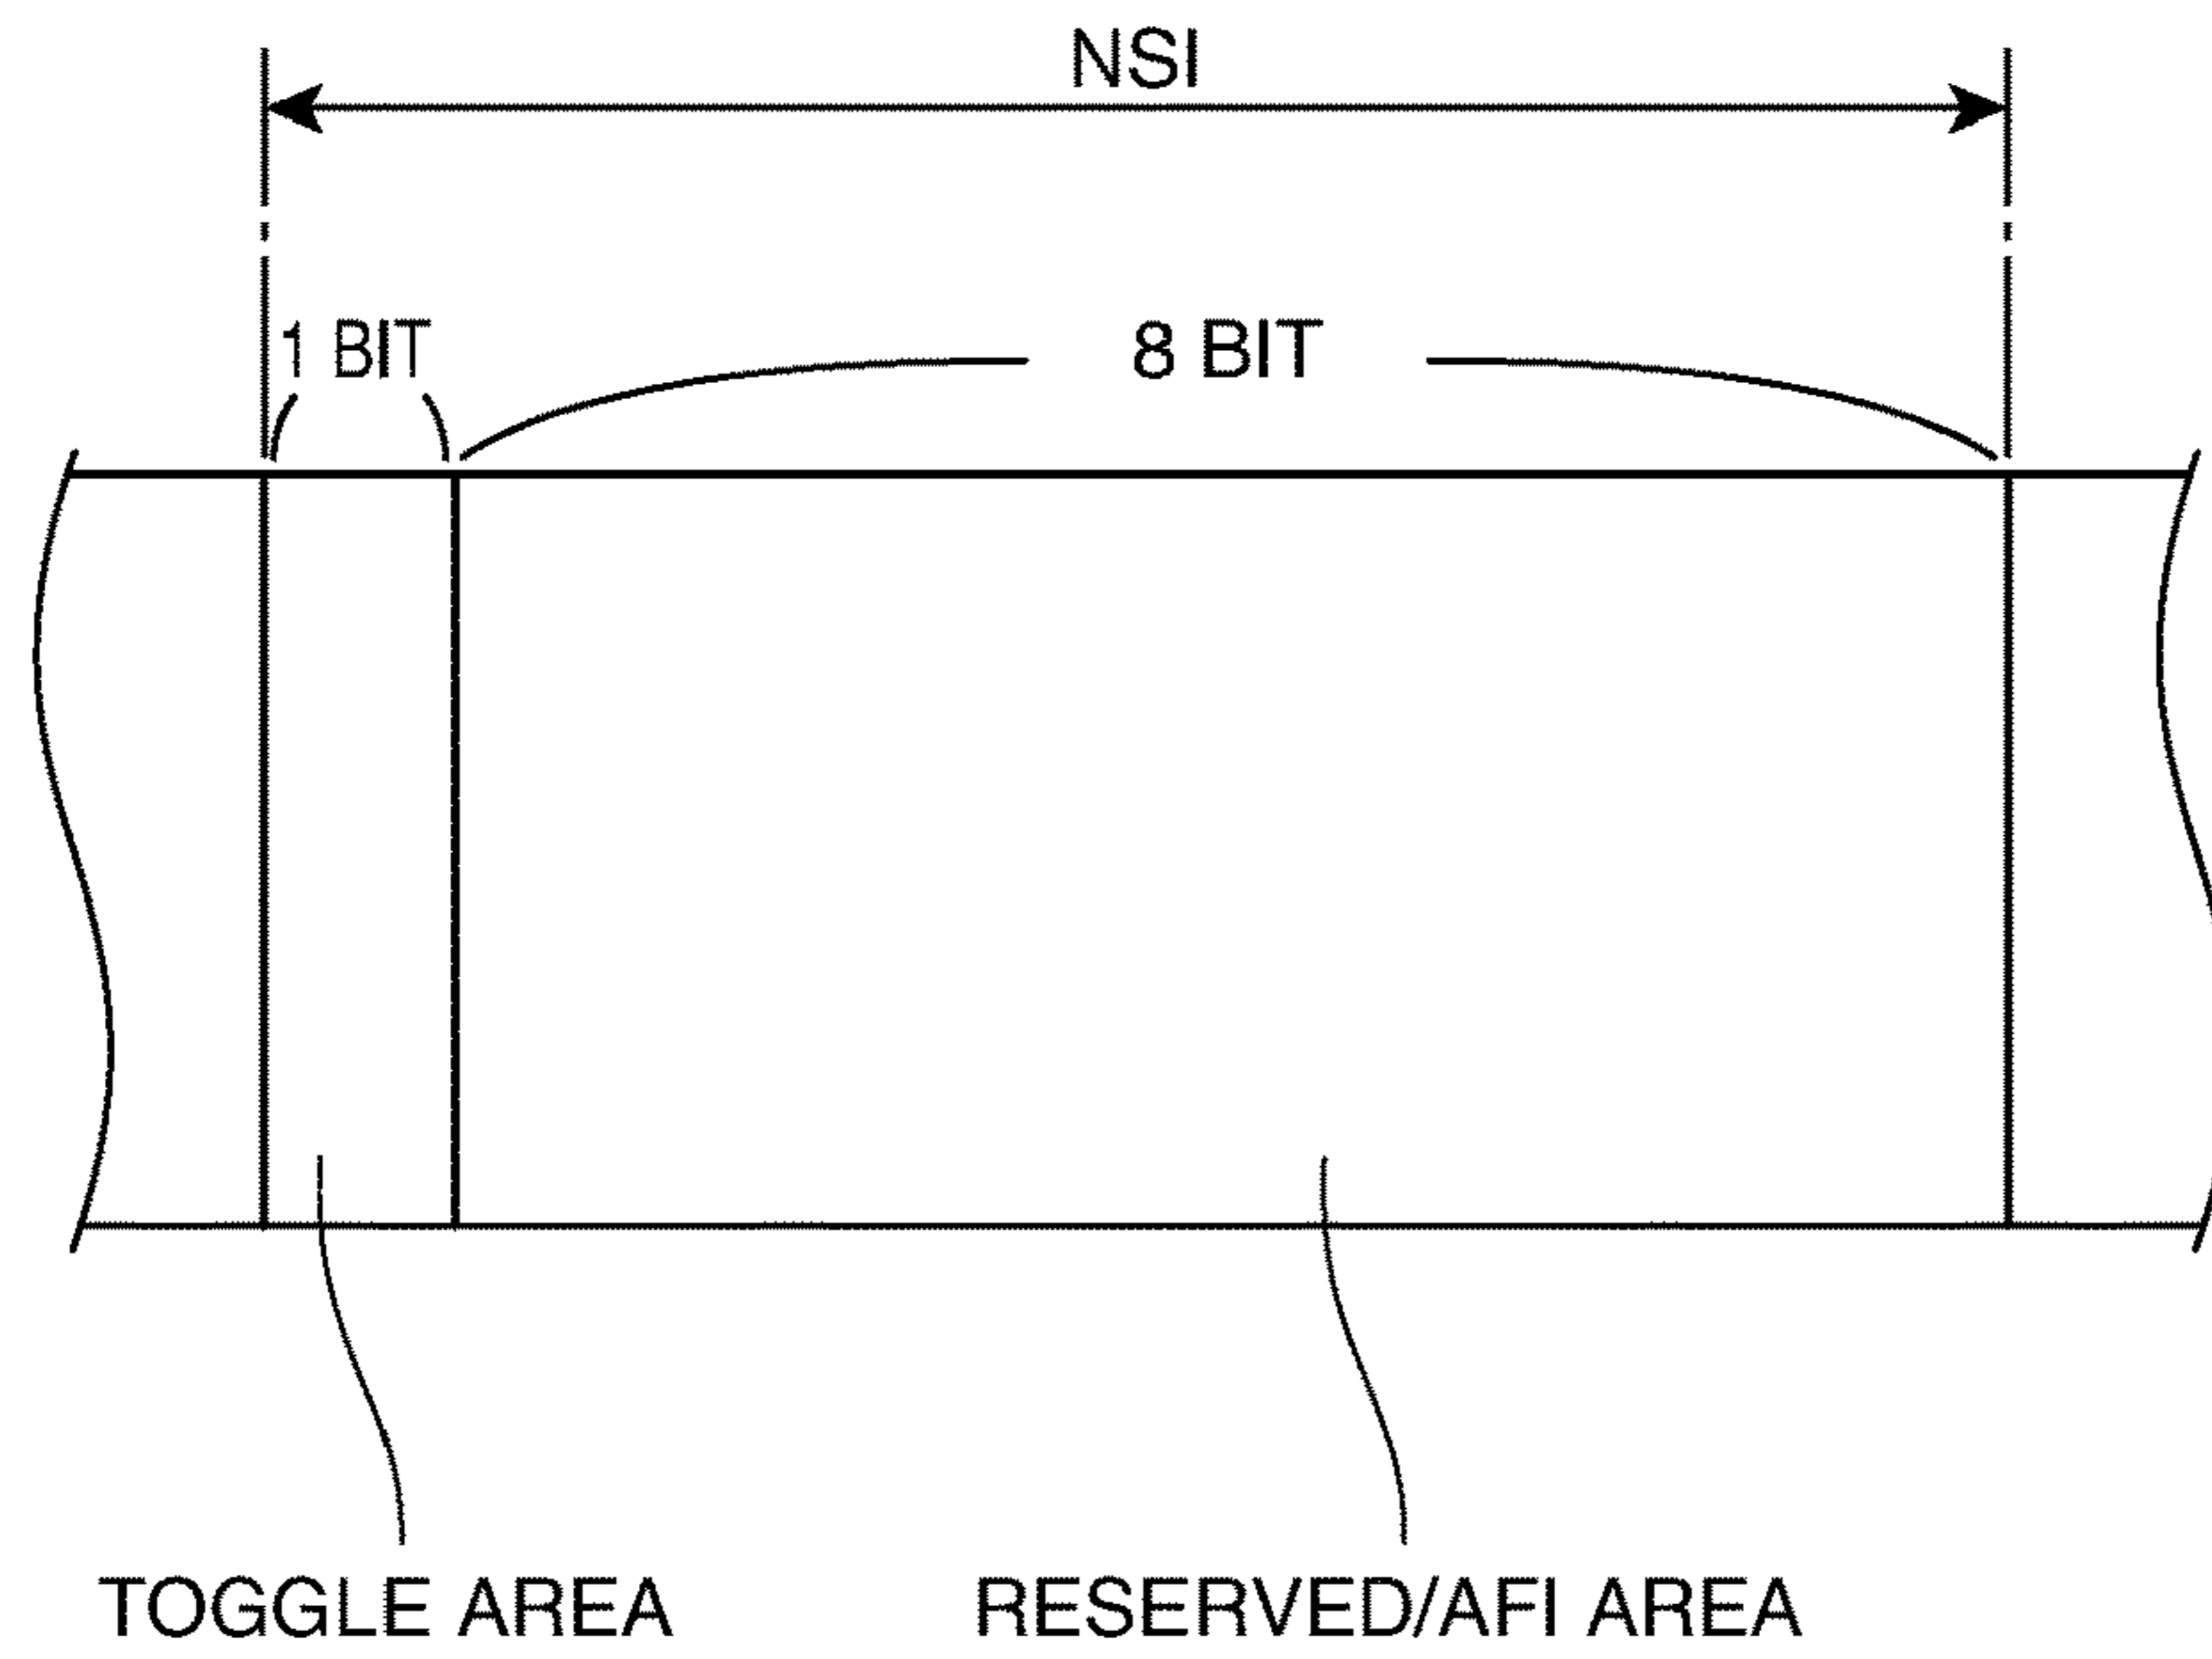 NSI
1 BIT
8 BIT
TOGGLE AREA
RESERVED/AFI AREA